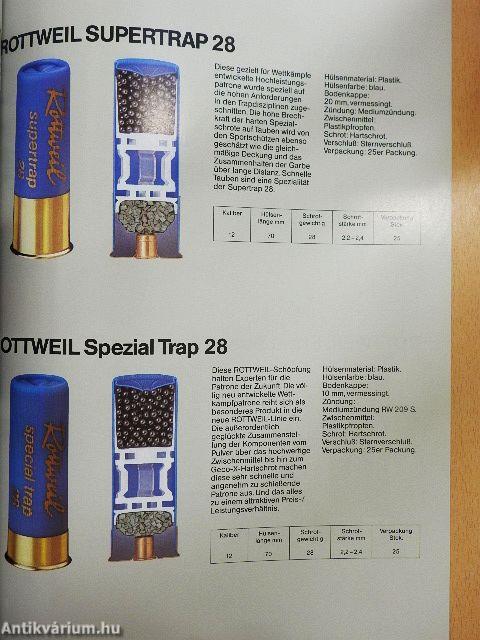 ROTTWEIL SUPERTRAP 28
Rottweil
supertrap
28
Diese gezielt für Wettkämpfe
entwickelte Hochleistungs-
patrone wurde speziell auf
die hohen Anforderungen
in den Trapdisziplinen zuge-
schnitten. Die hohe Brech-
kraft der harten Spezial-
schrote auf Tauben wird von
den Sportschützen ebenso
geschätzt wie die gleich-
mäßige Deckung und das
Zusammenhalten der Garbe
über lange Distanz. Schnelle
Tauben sind eine Spezialität
der Supertrap 28.
Hülsenmaterial: Plastik.
Hülsenfarbe: blau.
Bodenkappe:
20 mm, vermessingt.
Zündung: Mediumzündung.
Zwischenmittel:
Plastikpfropfen.
Schrot: Hartschrot.
Verschluß: Sternverschluß
Verpackung: 25er Packung.
Kaliber Hülsen-länge mm Schrot-gewichtig Schrot-stärke mm Verpackung Stck.
12 70 28 2,2–2,4 25
OTTWEIL Spezial Trap 28
Rottweil
special trap
28
Diese ROTTWEIL-Schöpfung
halten Experten für die
Patrone der Zukunft. Die völ-
lig neu entwickelte Wett-
kampfpatrone reiht sich als
besonderes Produkt in die
neue ROTTWEIL-Linie ein.
Die außerordentlich
geglückte Zusammenstel-
lung der Komponenten vom
Pulver über das hochwertige
Zwischenmittel bis hin zum
Geco-X-Hartschrot machen
diese sehr schnelle und
angenehm zu schießende
Patrone aus. Und das alles
zu einem attraktiven Preis-/
Leistungsverhältnis.
Hülsenmaterial: Plastik.
Hülsenfarbe: blau.
Bodenkappe:
10 mm, vermessingt.
Zündung:
Mediumzündung RW 209 S.
Zwischenmittel:
Plastikpfropfen.
Schrot: Hartschrot.
Verschluß: Sternverschluß.
Verpackung: 25er Packung.
Kaliber Hülsen-länge mm Schrot-gewichtig Schrot-stärke mm Verpackung Stck.
12 70 28 2,2–2,4 25
Antikvárium.hu